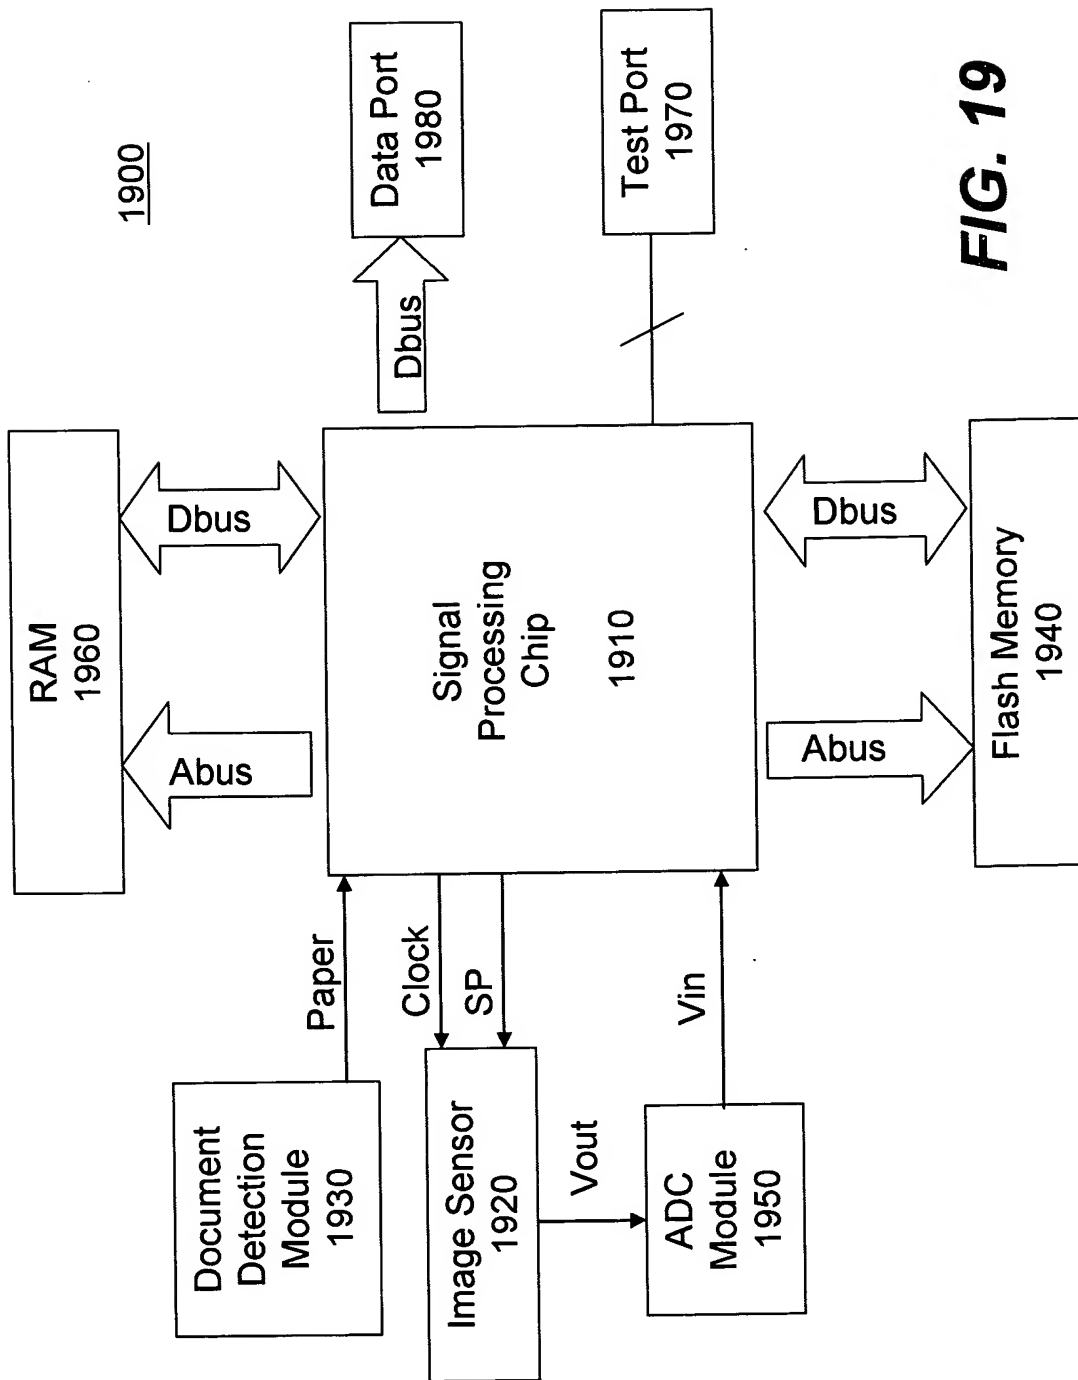 1900
RAM
1960
Abus
Dbus
Document
Detection
Module
1930
Paper
Image Sensor
1920
Clock
SP
Vout
ADC
Module
1950
Vin
Signal
Processing
Chip
1910
Dbus
Data Port
1980
Test Port
1970
Abus
Dbus
Flash Memory
1940
FIG. 19